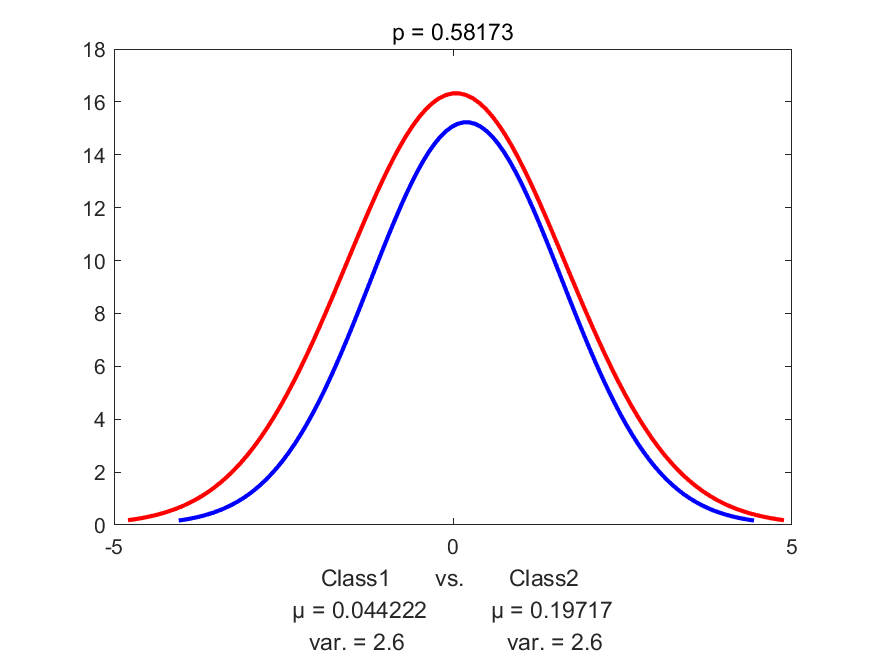 p = 0.58173
18
16
14
12
10
8
6
4
2
0
-5 0 5
Class1 vs. Class2
μ = 0.044222 μ = 0.19717
var. = 2.6 var. = 2.6